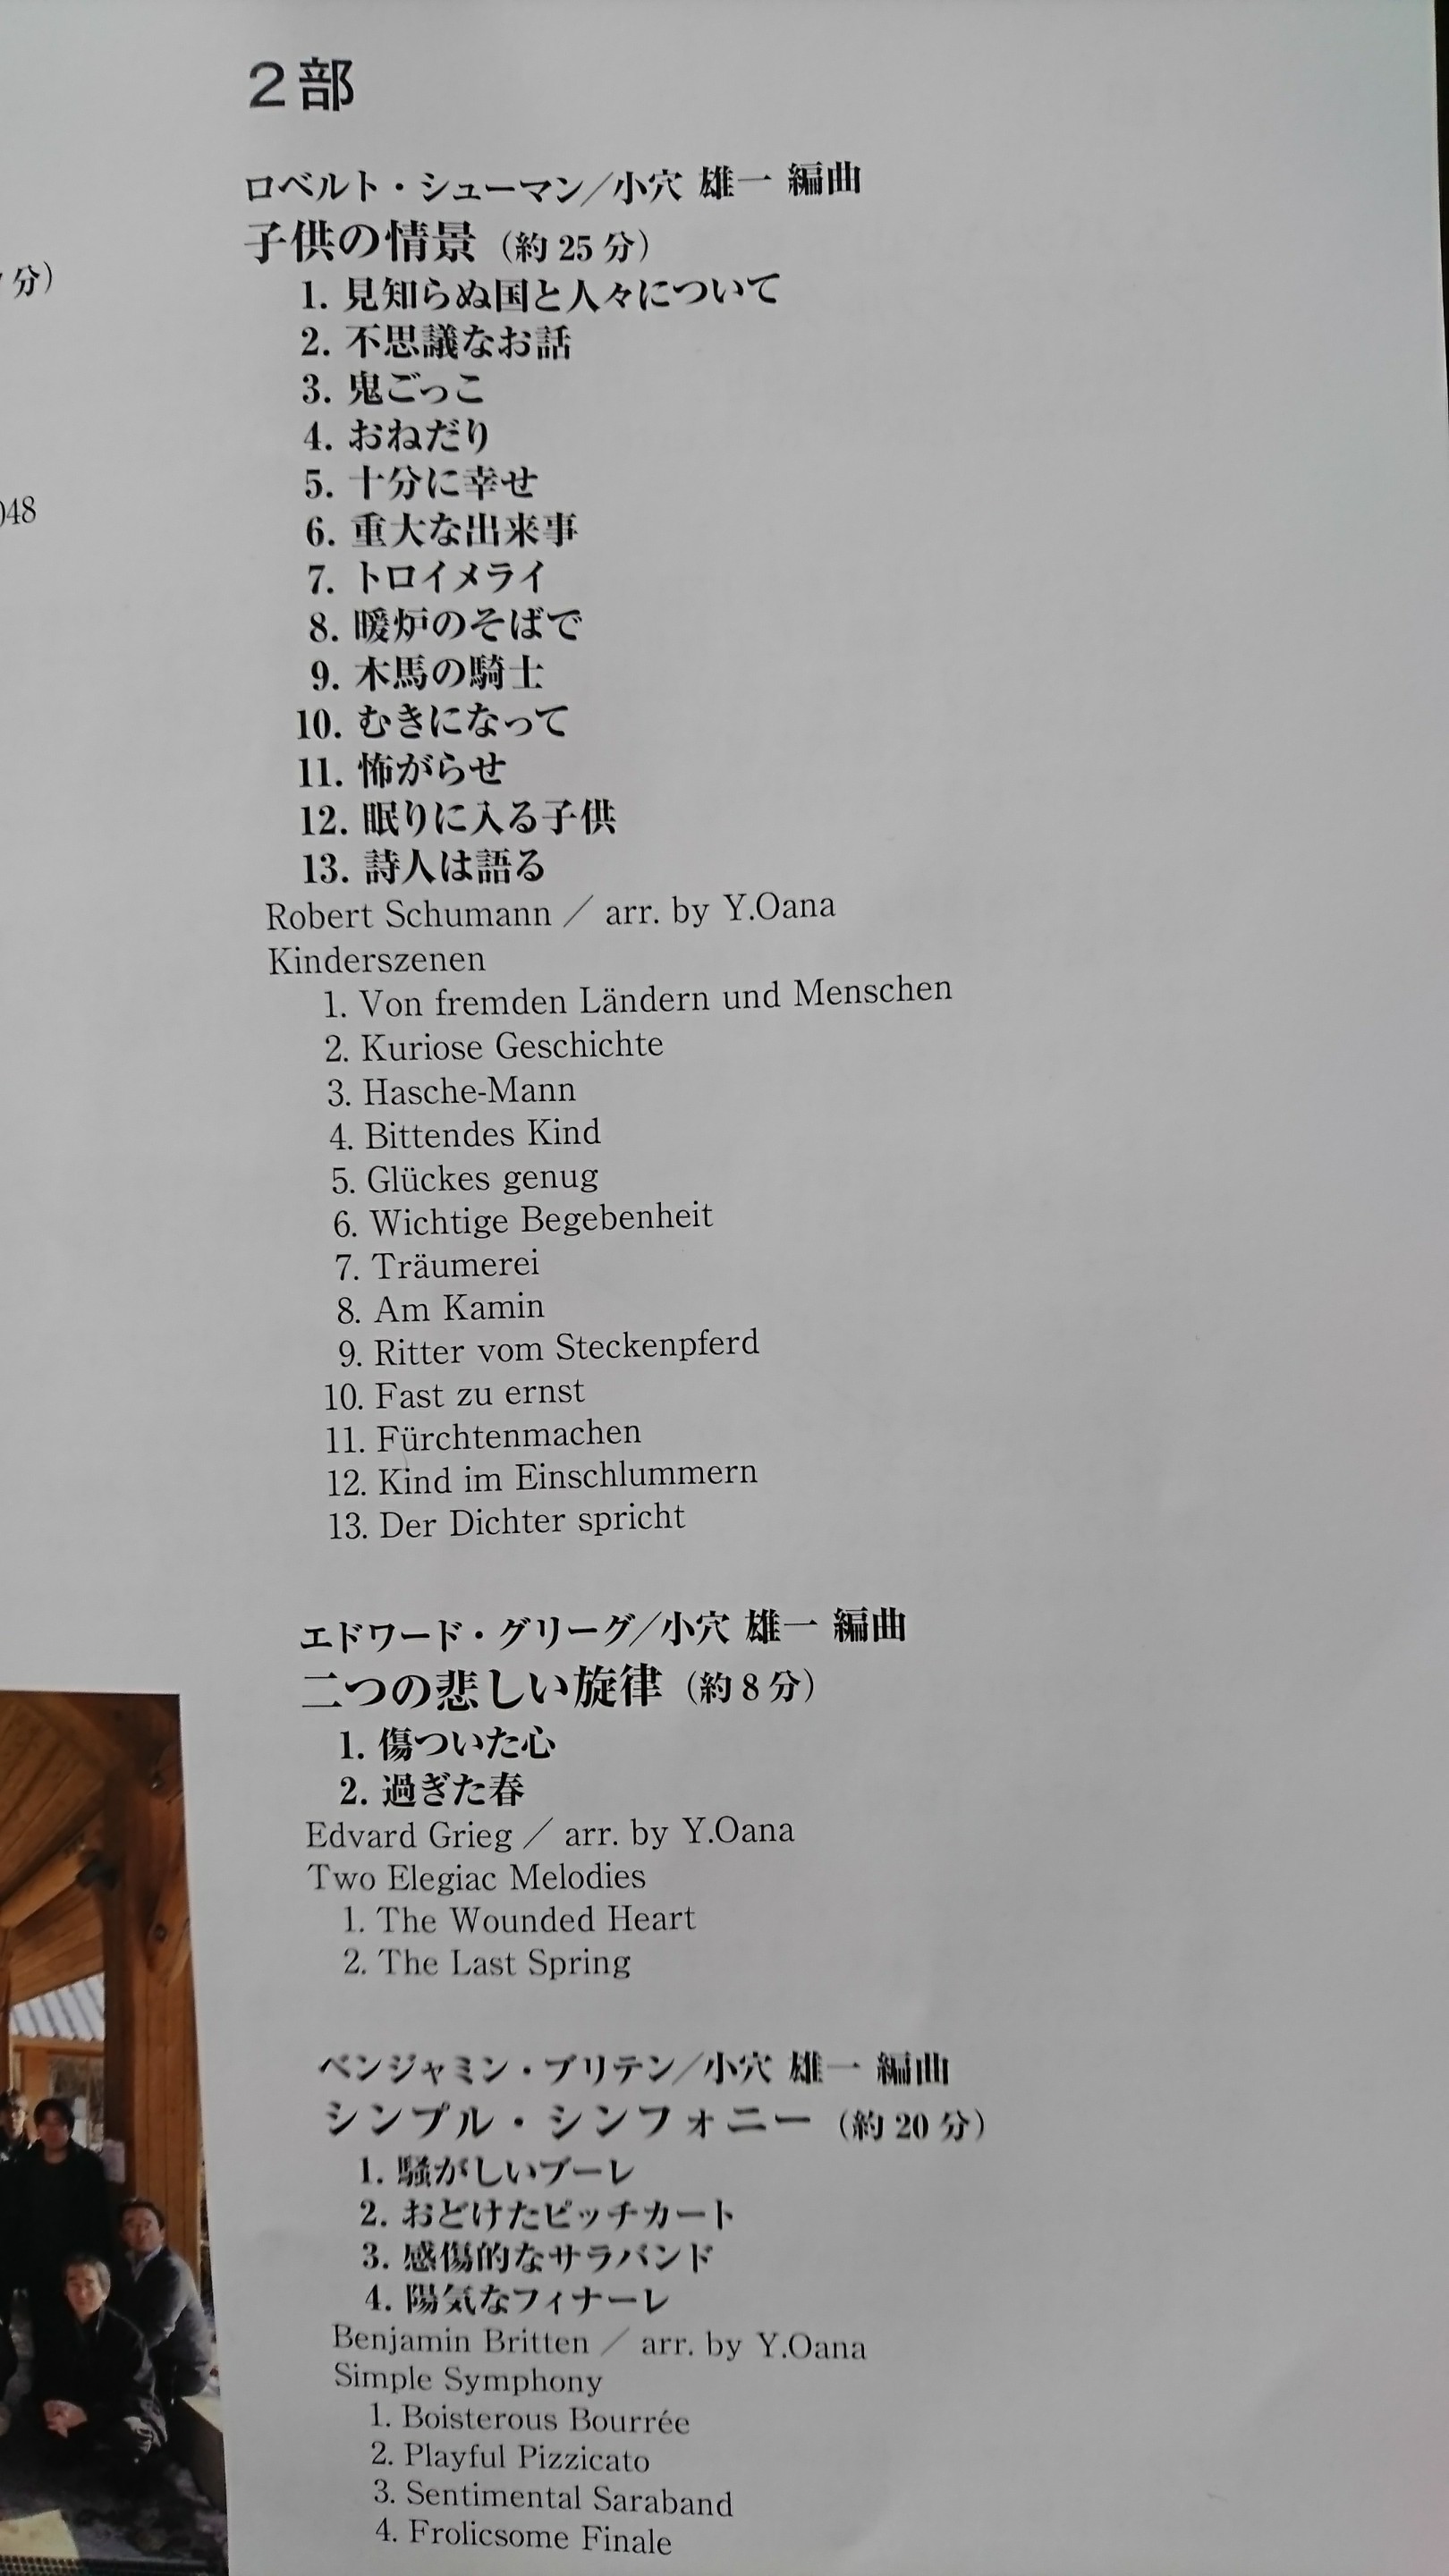 2部
ロベルト・シューマン／小穴 雄一 編曲
子供の情景（約25分）
1. 見知らぬ国と人々について
2. 不思議なお話
3. 鬼ごっこ
4. おねだり
5. 十分に幸せ
6. 重大な出来事
7. トロイメライ
8. 暖炉のそばで
9. 木馬の騎士
10. むきになって
11. 怖がらせ
12. 眠りに入る子供
13. 詩人は語る
Robert Schumann ／ arr. by Y.Oana
Kinderszenen
1. Von fremden Ländern und Menschen
2. Kuriose Geschichte
3. Hasche-Mann
4. Bittendes Kind
5. Glückes genug
6. Wichtige Begebenheit
7. Träumerei
8. Am Kamin
9. Ritter vom Steckenpferd
10. Fast zu ernst
11. Fürchtenmachen
12. Kind im Einschlummern
13. Der Dichter spricht
エドワード・グリーグ／小穴 雄一 編曲
二つの悲しい旋律（約8分）
1. 傷ついた心
2. 過ぎた春
Edvard Grieg ／ arr. by Y.Oana
Two Elegiac Melodies
1. The Wounded Heart
2. The Last Spring
ベンジャミン・ブリテン／小穴 雄一 編曲
シンプル・シンフォニー（約20分）
1. 騒がしいブーレ
2. おどけたピッチカート
3. 感傷的なサラバンド
4. 陽気なフィナーレ
Benjamin Britten ／ arr. by Y.Oana
Simple Symphony
1. Boisterous Bourrée
2. Playful Pizzicato
3. Sentimental Saraband
4. Frolicsome Finale
分）
48